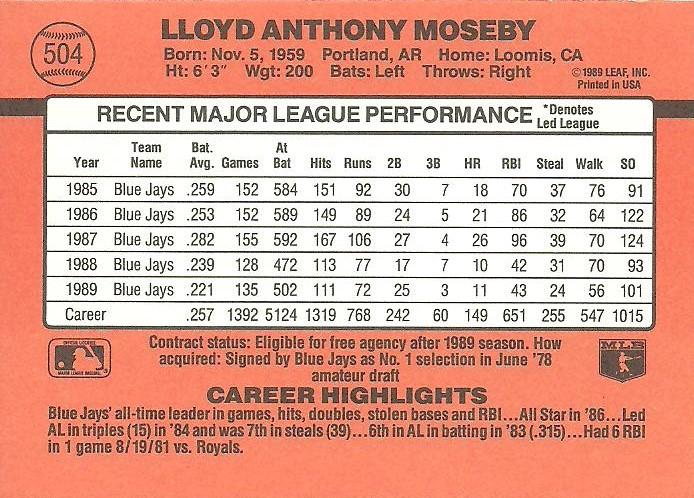 504
LLOYD ANTHONY MOSEBY
Born: Nov. 5, 1959 Portland, AR Home: Loomis, CA
Ht: 6' 3" Wgt: 200 Bats: Left Throws: Right
©1989 LEAF, INC.
Printed in USA
RECENT MAJOR LEAGUE PERFORMANCE *Denotes
Led League
Team Bat. At
Year Name Avg. Games Bat Hits Runs 2B 3B HR RBI Steal Walk SO
1985 Blue Jays .259 152 584 151 92 30 7 18 70 37 76 91
1986 Blue Jays .253 152 589 149 89 24 5 21 86 32 64 122
1987 Blue Jays .282 155 592 167 106 27 4 26 96 39 70 124
1988 Blue Jays .239 128 472 113 77 17 7 10 42 31 70 93
1989 Blue Jays .221 135 502 111 72 25 3 11 43 24 56 101
Career .257 1392 5124 1319 768 242 60 149 651 255 547 1015
Contract status: Eligible for free agency after 1989 season. How
acquired: Signed by Blue Jays as No. 1 selection in June '78
amateur draft
OFFICIAL LICENSEE
MAJOR LEAGUE BASEBALL
MLB
CAREER HIGHLIGHTS
Blue Jays' all-time leader in games, hits, doubles, stolen bases and RBI...All Star in '86...Led
AL in triples (15) in '84 and was 7th in steals (39)...6th in AL in batting in '83 (.315)...Had 6 RBI
in 1 game 8/19/81 vs. Royals.